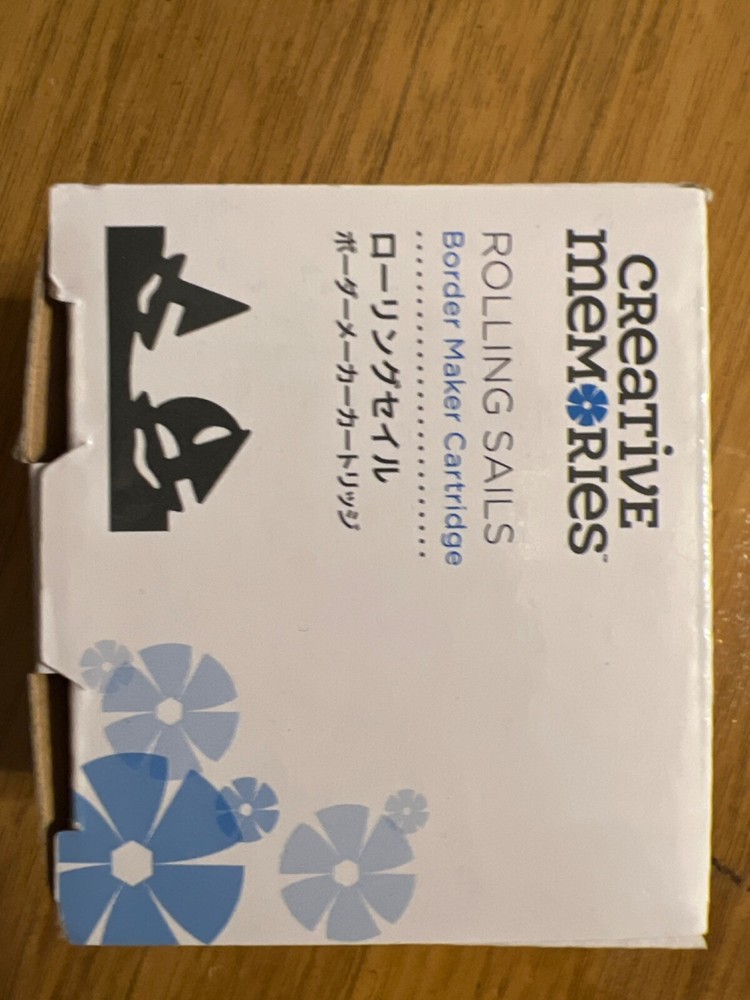 CREATIVE
MEMORIES™
ROLLING SAILS
Border Maker Cartridge
ローリングセイル
ボーダーメーカーカートリッジ